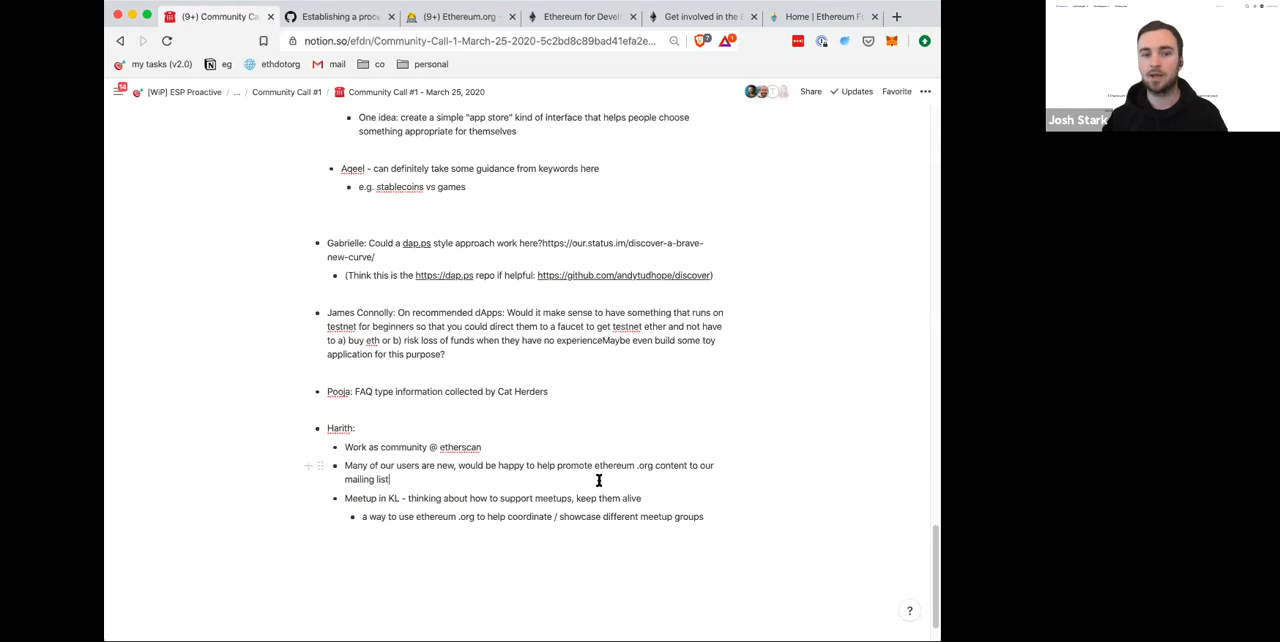 (9+) Community Ca
Establishing a proce
(9+) Ethereum.org -
Ethereum for Devel
Get involved in the E
Home | Ethereum Fo
notion.so/efdn/Community-Call-1-March-25-2020-5c2bd8c89bad41efa2e...
7
1
my tasks (v2.0)
eg
ethdotorg
mail
co
personal
14
[WiP] ESP Proactive / ... / Community Call #1 / Community Call #1 - March 25, 2020
Share
Updates
Favorite
•••
Josh Stark
• One idea: create a simple "app store" kind of interface that helps people choose
something appropriate for themselves
• Aqeel - can definitely take some guidance from keywords here
• e.g. stablecoins vs games
• Gabrielle: Could a dap.ps style approach work here?https://our.status.im/discover-a-brave-
new-curve/
• (Think this is the https://dap.ps repo if helpful: https://github.com/andytudhope/discover)
• James Connolly: On recommended dApps: Would it make sense to have something that runs on
testnet for beginners so that you could direct them to a faucet to get testnet ether and not have
to a) buy eth or b) risk loss of funds when they have no experienceMaybe even build some toy
application for this purpose?
• Pooja: FAQ type information collected by Cat Herders
• Harith:
• Work as community @ etherscan
• Many of our users are new, would be happy to help promote ethereum .org content to our
mailing list
• Meetup in KL - thinking about how to support meetups, keep them alive
• a way to use ethereum .org to help coordinate / showcase different meetup groups
?